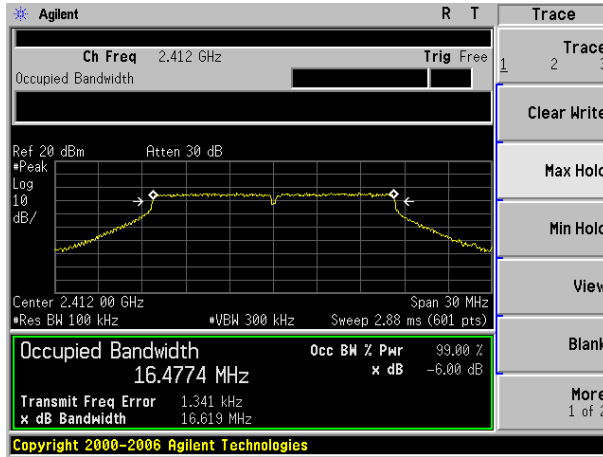 Agilent R T Trace
Ch Freq 2.412 GHz Trig Free
Occupied Bandwidth
Trace
1 2 3
Clear Write
Max Hold
Min Hold
View
Blank
More
1 of 2
Ref 20 dBm Atten 30 dB
#Peak
Log
10
dB/
Center 2.412 00 GHz Span 30 MHz
#Res BW 100 kHz #VBW 300 kHz Sweep 2.88 ms (601 pts)
Occupied Bandwidth Occ BW % Pwr 99.00 %
16.4774 MHz x dB -6.00 dB
Transmit Freq Error 1.341 kHz
x dB Bandwidth 16.619 MHz
Copyright 2000-2006 Agilent Technologies